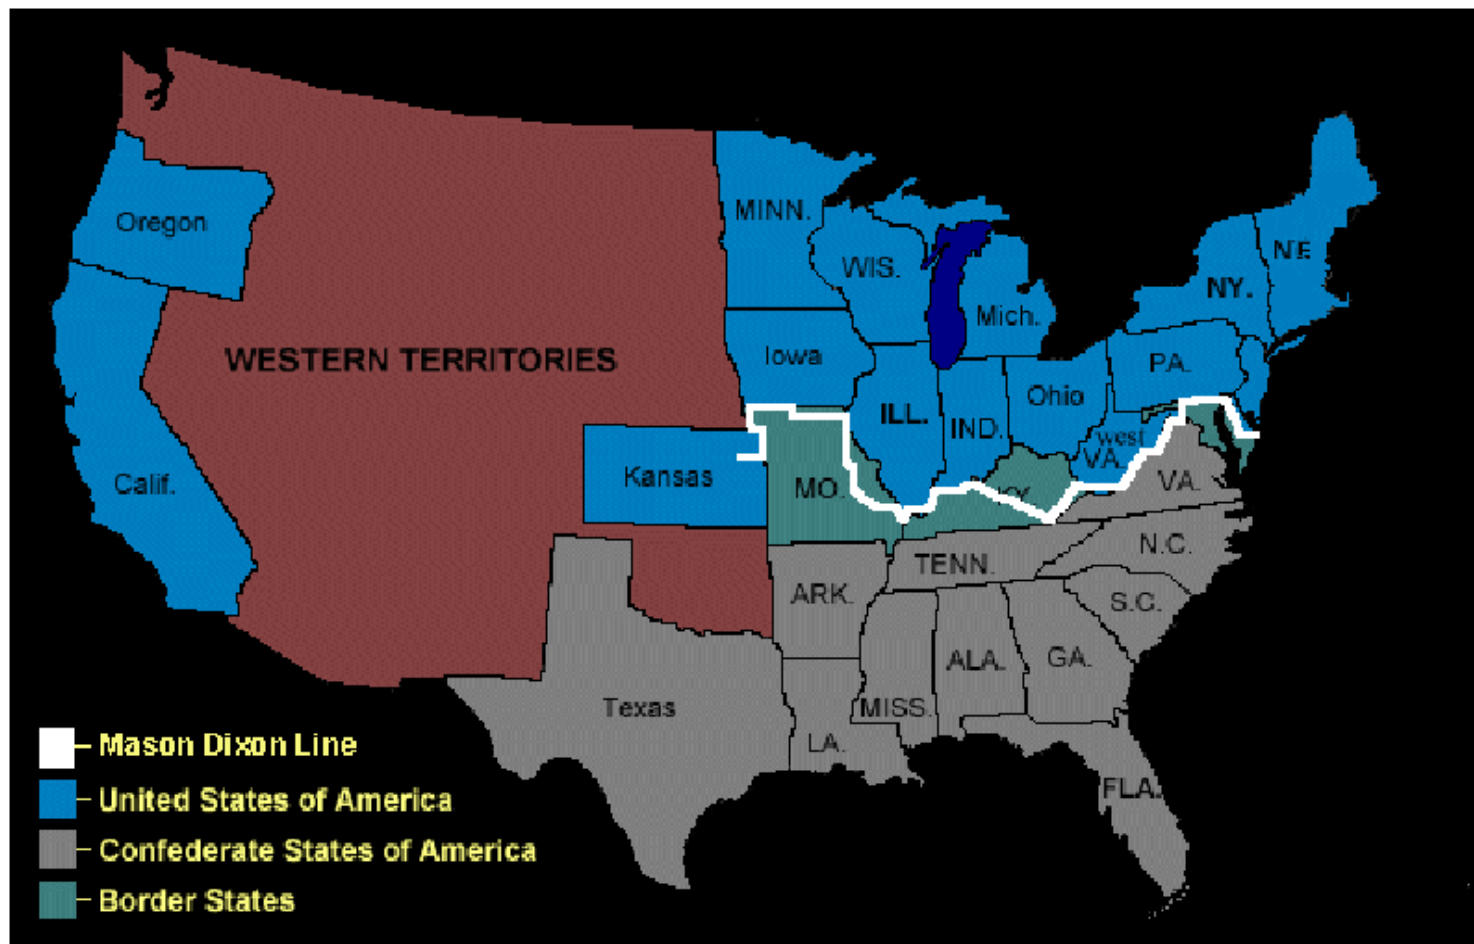 Oregon
MINN.
WIS.
Mich.
NY.
N.E
WESTERN TERRITORIES
Iowa
ILL.
IND.
Ohio
PA.
west
VA.
Calif.
Kansas
MO.
KY.
VA.
TENN.
N.C.
ARK.
S.C.
Texas
LA.
MISS.
ALA.
GA.
FLA.
Mason Dixon Line
United States of America
Confederate States of America
Border States